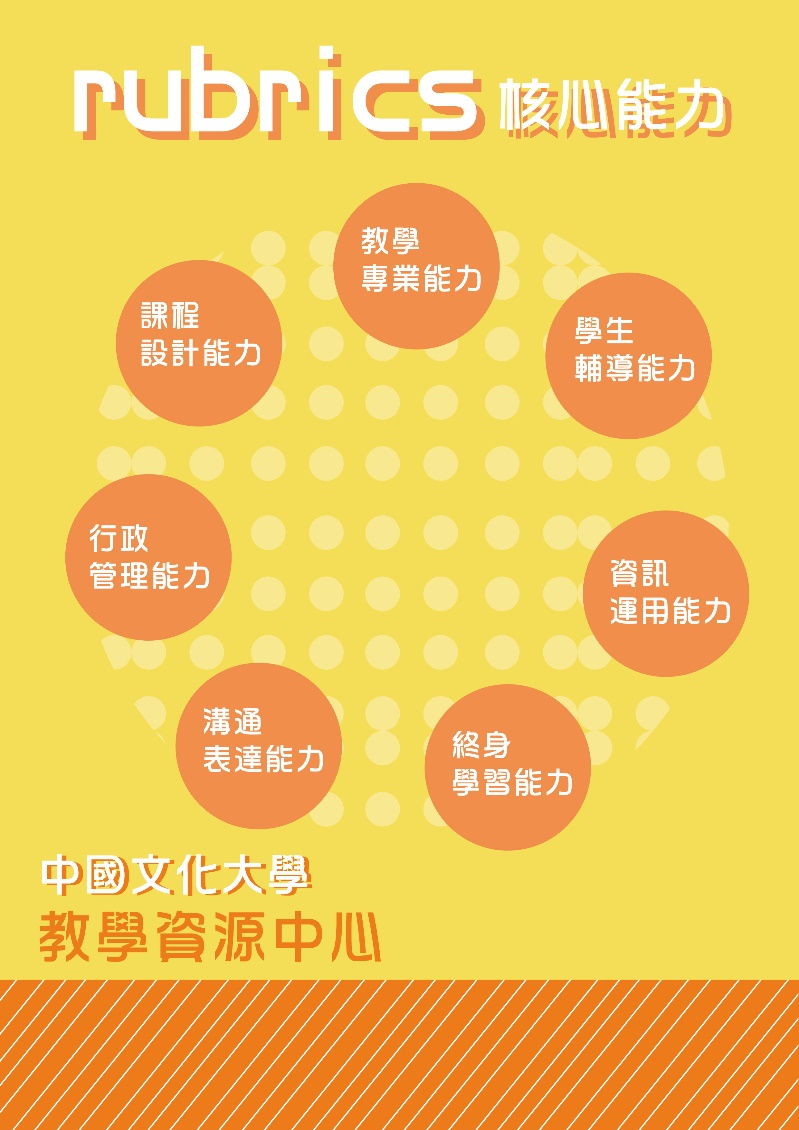 rubrics 核心能力
教學
專業能力
課程
設計能力
學生
輔導能力
行政
管理能力
資訊
運用能力
溝通
表達能力
終身
學習能力
中國文化大學
教學資源中心